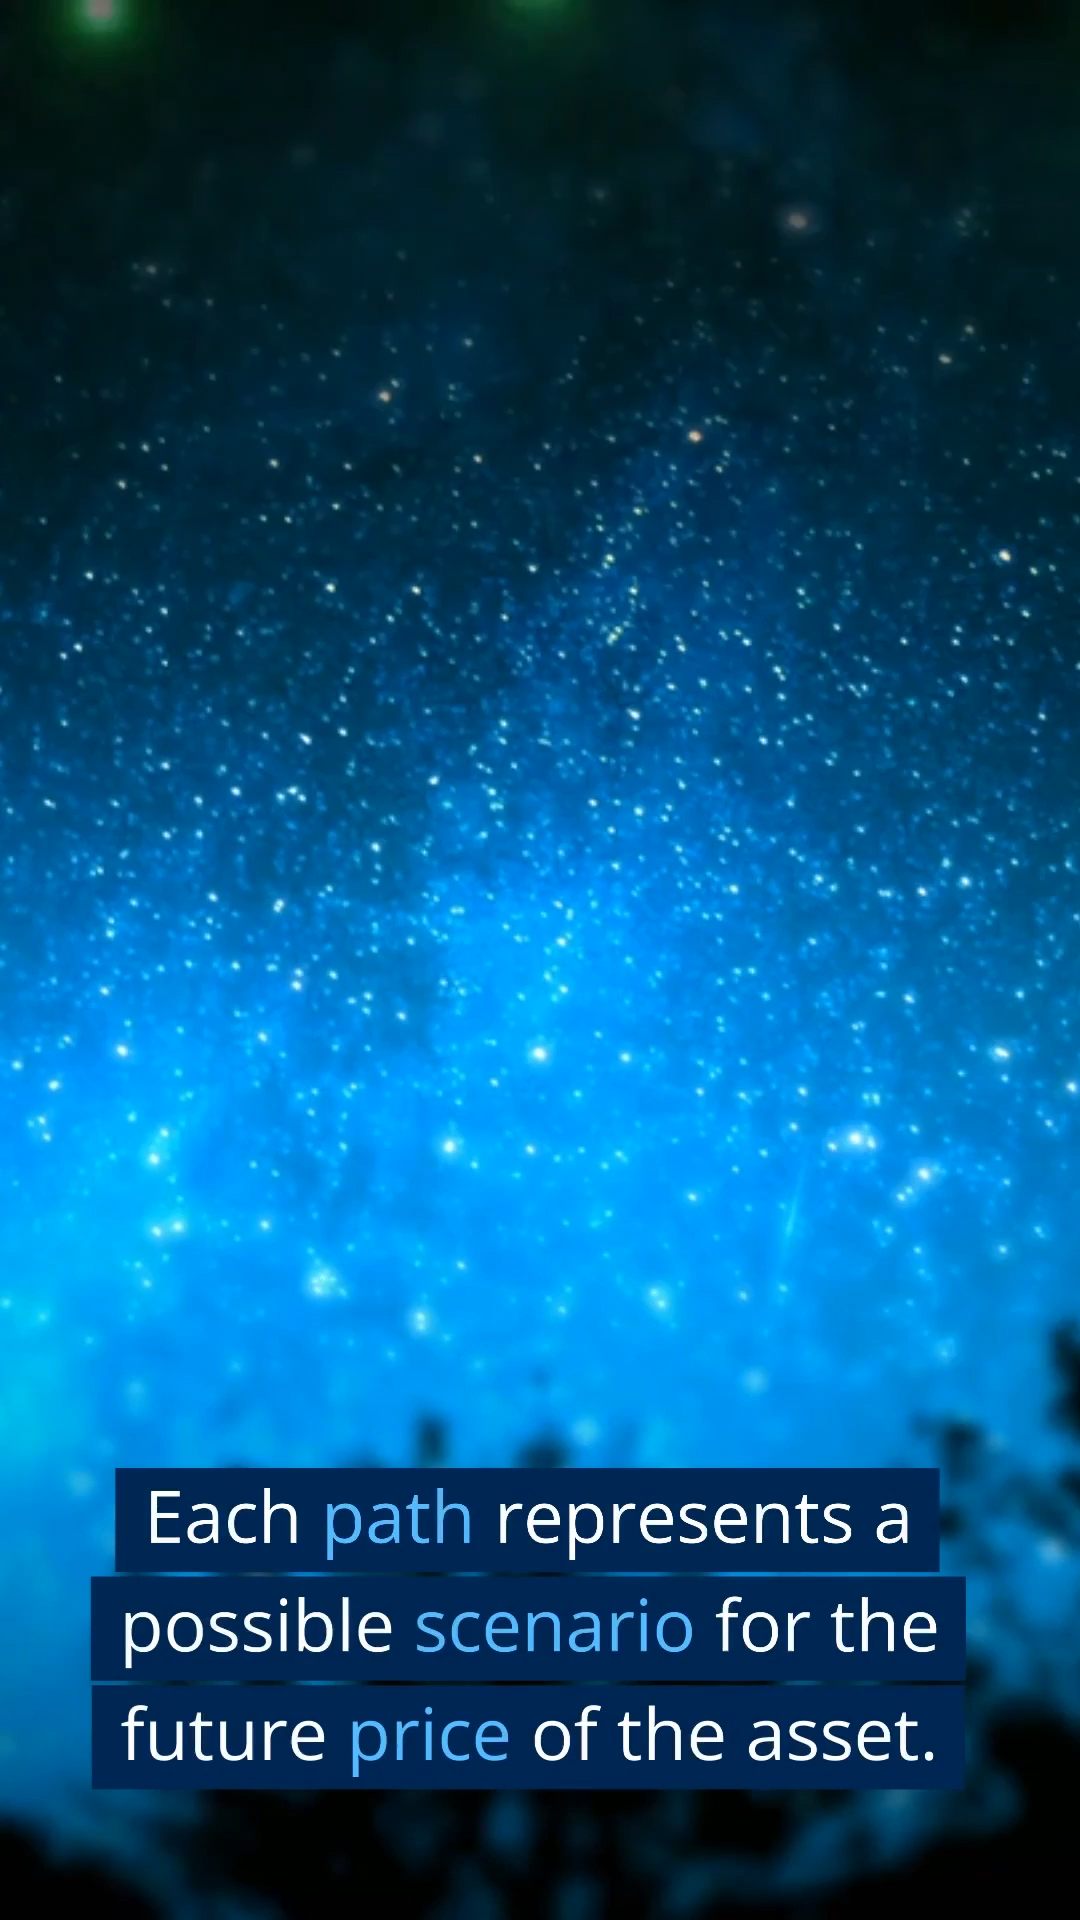 Each path represents a
possible scenario for the
future price of the asset.